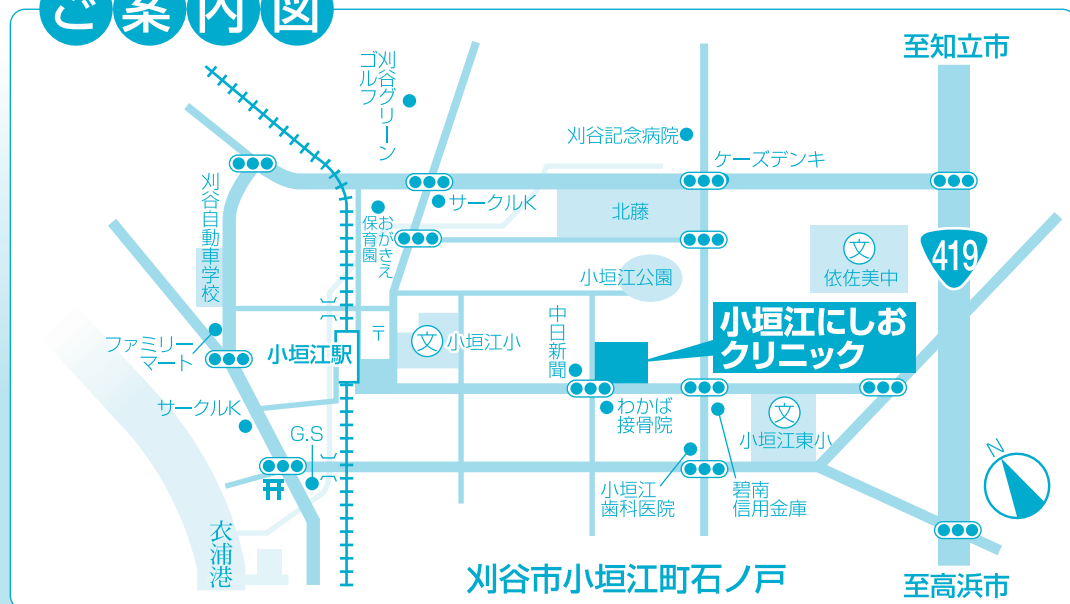 ご案内図
至知立市
刈谷グリーン
ゴルフ
刈谷記念病院
ケーズデンキ
刈谷自動車学校
サークルK
おがきえ
保育園
北藤
文
依佐美中
419
小垣江公園
小垣江にしお
クリニック
中日新聞
〒
文
小垣江小
ファミリー
マート
小垣江駅
サークルK
わかば
接骨院
文
小垣江東小
G.S
小垣江
歯科医院
碧南
信用金庫
N
衣浦港
刈谷市小垣江町石ノ戸
至高浜市